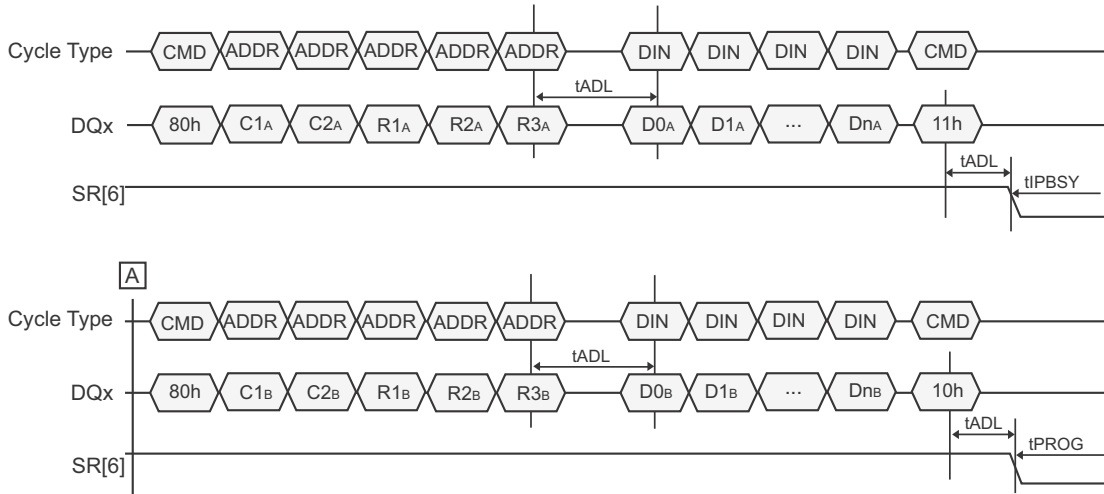 Cycle Type CMD ADDR ADDR ADDR ADDR ADDR DIN DIN DIN DIN CMD
tADL
DQx 80h C1A C2A R1A R2A R3A D0A D1A ... DnA 11h
tADL
SR[6] tIPBSY
A
Cycle Type CMD ADDR ADDR ADDR ADDR ADDR DIN DIN DIN DIN CMD
tADL
DQx 80h C1B C2B R1B R2B R3B D0B D1B ... DnB 10h
tADL
SR[6] tPROG